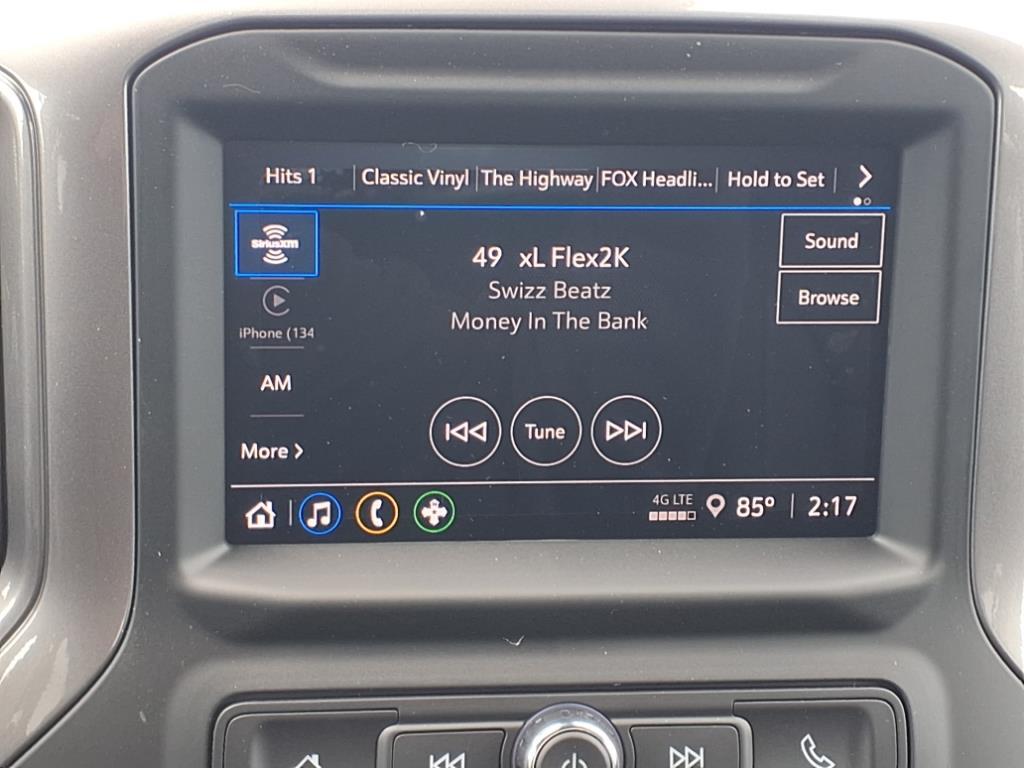 Hits 1 Classic Vinyl The Highway FOX Headli... Hold to Set
SiriusXM
49 xL Flex2K
Sound
Swizz Beatz
Browse
Money In The Bank
iPhone (134
AM
Tune
More
4G LTE
85° 2:17